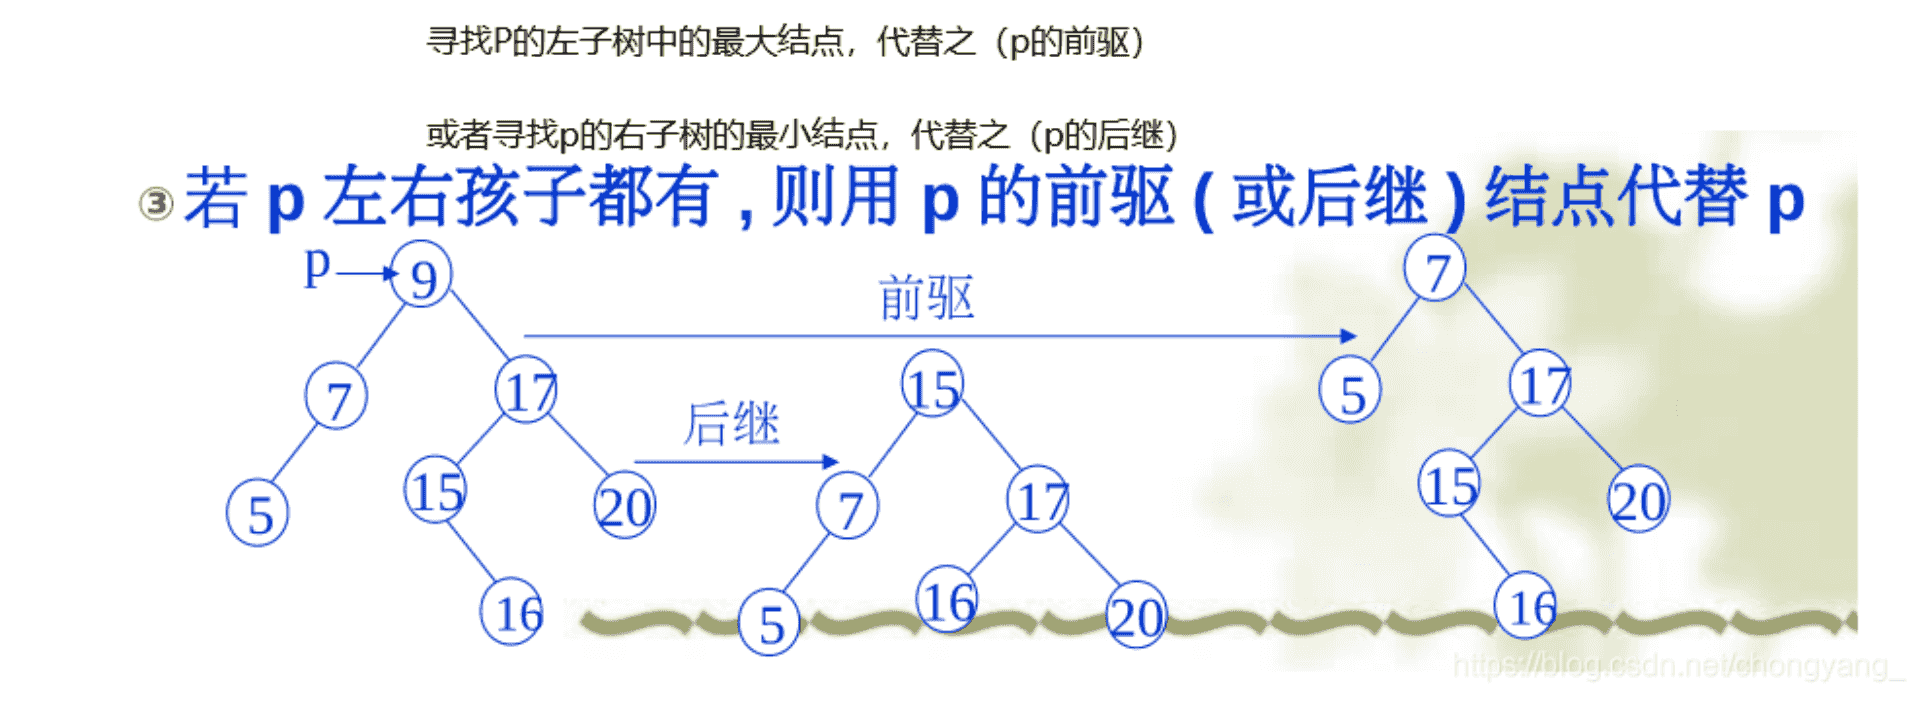 寻找P的左子树中的最大结点，代替之（p的前驱）
或者寻找p的右子树的最小结点，代替之（p的后继）
③若 p 左右孩子都有 , 则用 p 的前驱 ( 或后继 ) 结点代替 p
p 9 7
前驱
7 17 15 5 17
后继
5 15 20 7 17 15 20
16 5 16 20 16
https://blog.csdn.net/chongyang_